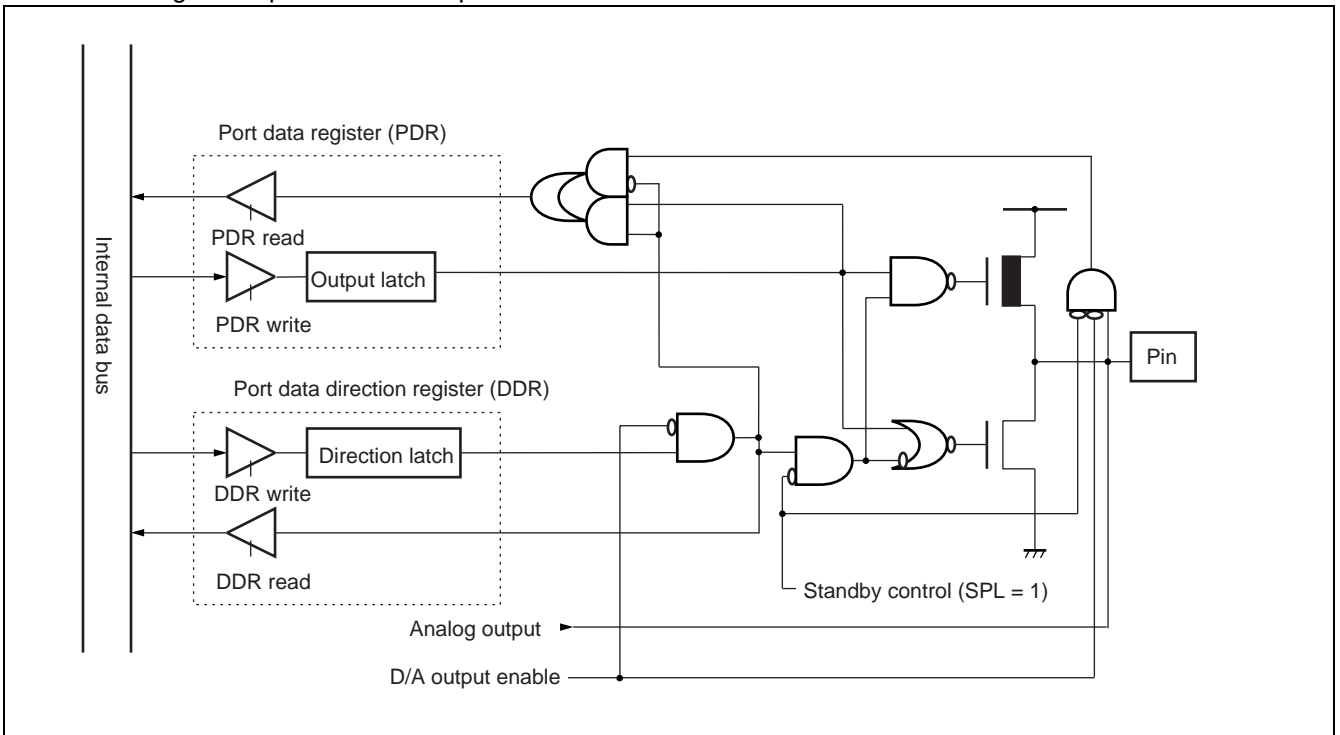 Port data register (PDR)
PDR read
Output latch
PDR write
Internal data bus
Pin
Port data direction register (DDR)
Direction latch
DDR write
DDR read
Standby control (SPL = 1)
Analog output
D/A output enable